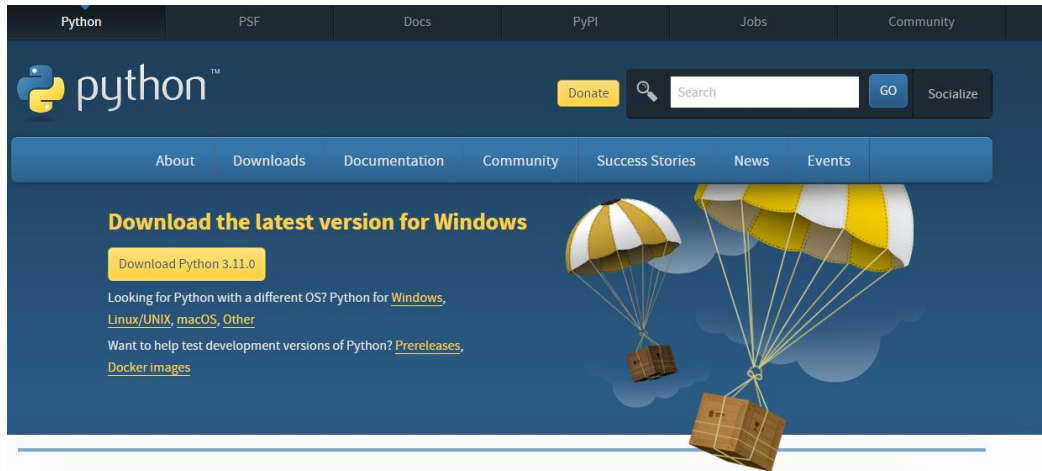 Python PSF Docs PyPI Jobs Community
python™
Donate Search GO Socialize
About Downloads Documentation Community Success Stories News Events
Download the latest version for Windows
Download Python 3.11.0
Looking for Python with a different OS? Python for Windows,
Linux/UNIX, macOS, Other
Want to help test development versions of Python? Prereleases,
Docker images